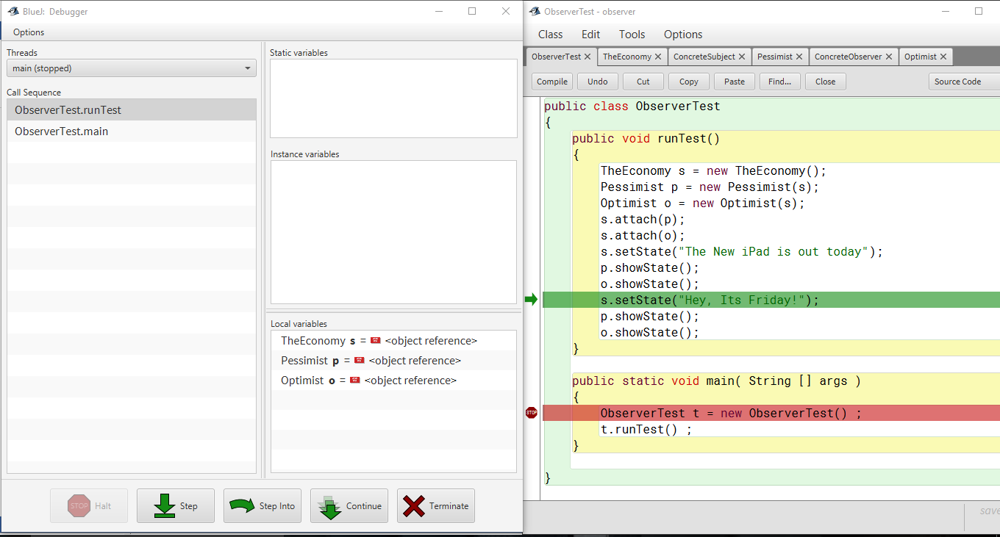 BlueJ: Debugger
Options
Threads
main (stopped)
Call Sequence
ObserverTest.runTest
ObserverTest.main
Static variables
Instance variables
Local variables
TheEconomy s = <object reference>
Pessimist p = <object reference>
Optimist o = <object reference>
STOP Halt
Step
Step Into
Continue
Terminate
ObserverTest - observer
Class Edit Tools Options
ObserverTest TheEconomy ConcreteSubject Pessimist ConcreteObserver Optimist
Compile Undo Cut Copy Paste Find... Close Source Code
public class ObserverTest
{
public void runTest()
{
TheEconomy s = new TheEconomy();
Pessimist p = new Pessimist(s);
Optimist o = new Optimist(s);
s.attach(p);
s.attach(o);
s.setState("The New iPad is out today");
p.showState();
o.showState();
s.setState("Hey, Its Friday!");
p.showState();
o.showState();
}
public static void main( String [] args )
{
STOP ObserverTest t = new ObserverTest() ;
t.runTest() ;
}
}